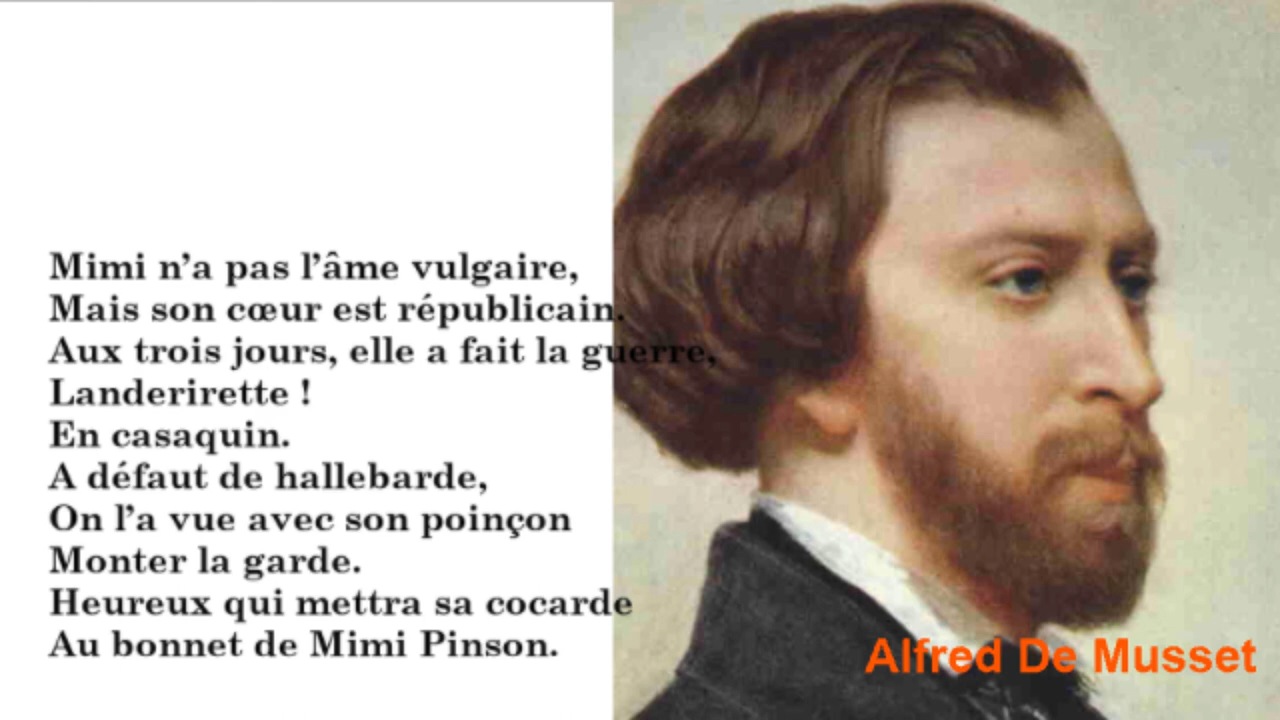 Mimi n’a pas l’âme vulgaire,
Mais son cœur est républicain.
Aux trois jours, elle a fait la guerre,
Landerirette !
En casaquin.
A défaut de hallebarde,
On l’a vue avec son poinçon
Monter la garde.
Heureux qui mettra sa cocarde
Au bonnet de Mimi Pinson.
Alfred De Musset